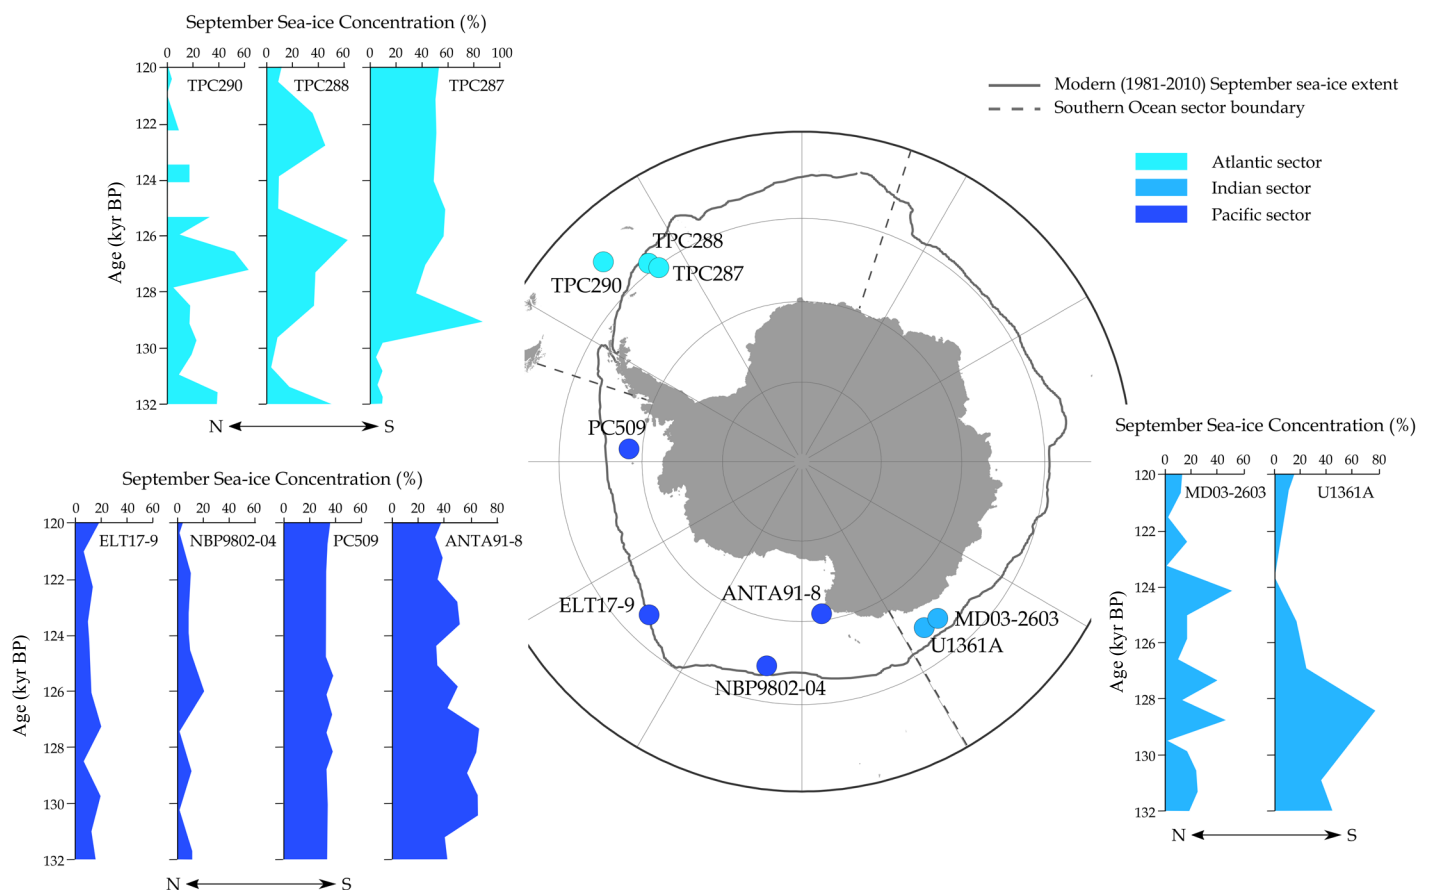 September Sea-ice Concentration (%)
0 20 40 60 0 20 40 60 0 20 40 60 80 100
120
122
124
126
128
130
132
Age (kyr BP)
TPC290 TPC288 TPC287
N S
Modern (1981-2010) September sea-ice extent
Southern Ocean sector boundary
Atlantic sector
Indian sector
Pacific sector
TPC288
TPC287
TPC290
PC509
ELT17-9
ANTA91-8
NBP9802-04
MD03-2603
U1361A
September Sea-ice Concentration (%)
0 20 40 60 0 20 40 60 0 20 40 60 0 20 40 60 80
120
122
124
126
128
130
132
Age (kyr BP)
ELT17-9 NBP9802-04 PC509 ANTA91-8
N S
September Sea-ice Concentration (%)
0 20 40 60 0 20 40 60 80
120
122
124
126
128
130
132
Age (kyr BP)
MD03-2603 U1361A
N S